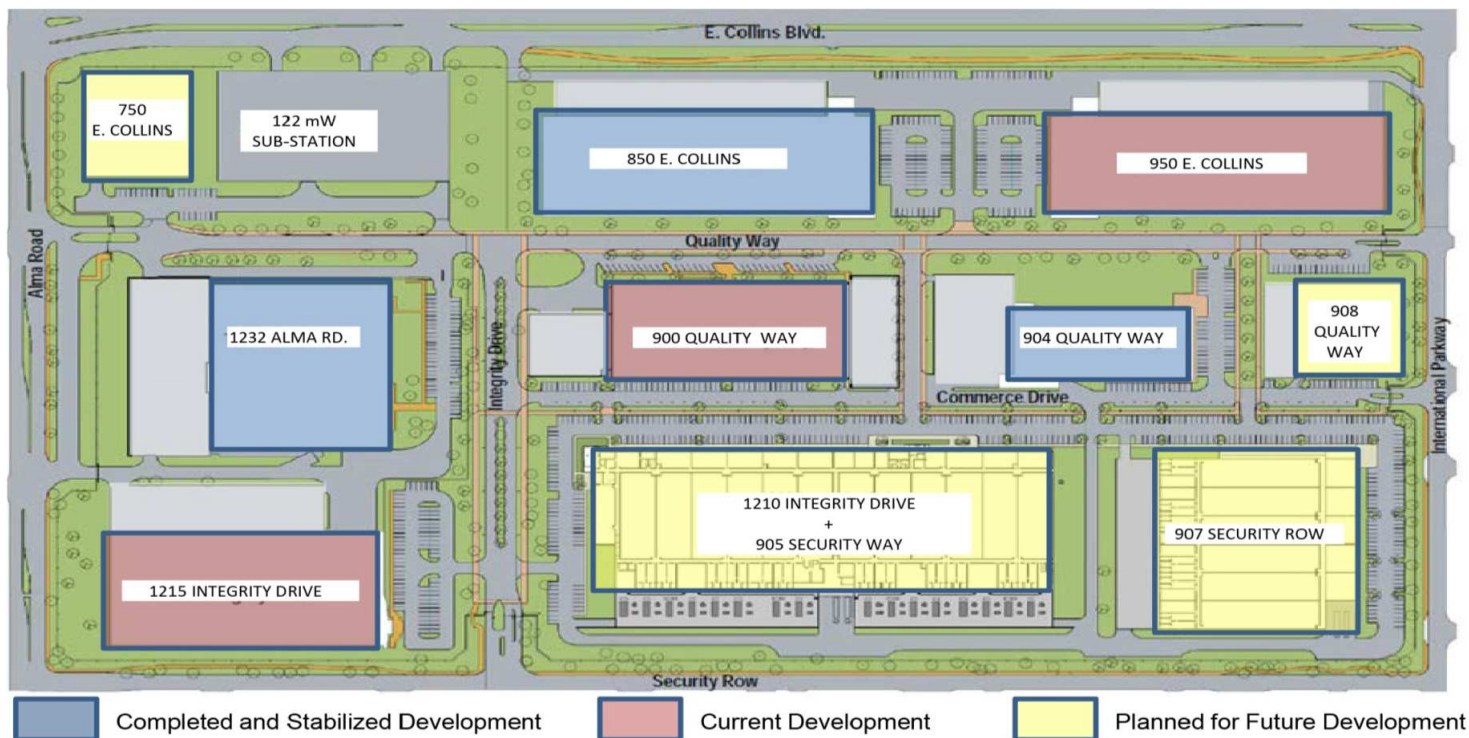 E. Collins Blvd.
750
E. COLLINS
122 mW
SUB-STATION
850 E. COLLINS
950 E. COLLINS
Alma Road
Quality Way
1232 ALMA RD.
Integrity Drive
900 QUALITY WAY
904 QUALITY WAY
908
QUALITY
WAY
International Parkway
Commerce Drive
1215 INTEGRITY DRIVE
1210 INTEGRITY DRIVE
+
905 SECURITY WAY
907 SECURITY ROW
Security Row
Completed and Stabilized Development
Current Development
Planned for Future Development